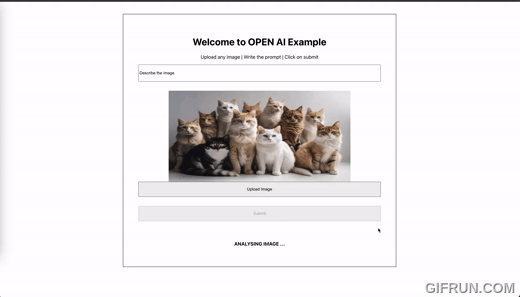 Welcome to OPEN AI Example
Upload any image | Write the prompt | Click on submit
Describe the image
Upload Image
Submit
ANALYSING IMAGE ...
GIFRUN.COM